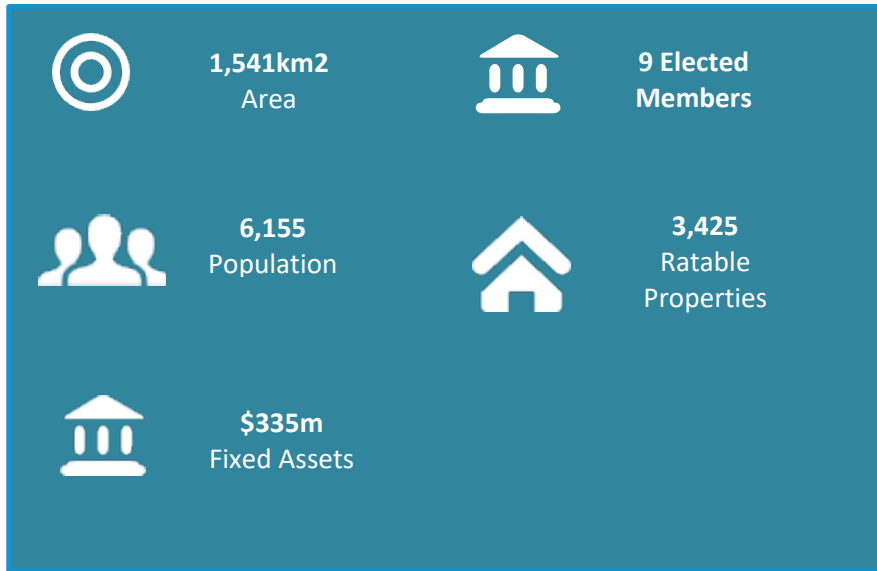 1,541km2
Area
9 Elected
Members
6,155
Population
3,425
Ratable
Properties
$335m
Fixed Assets